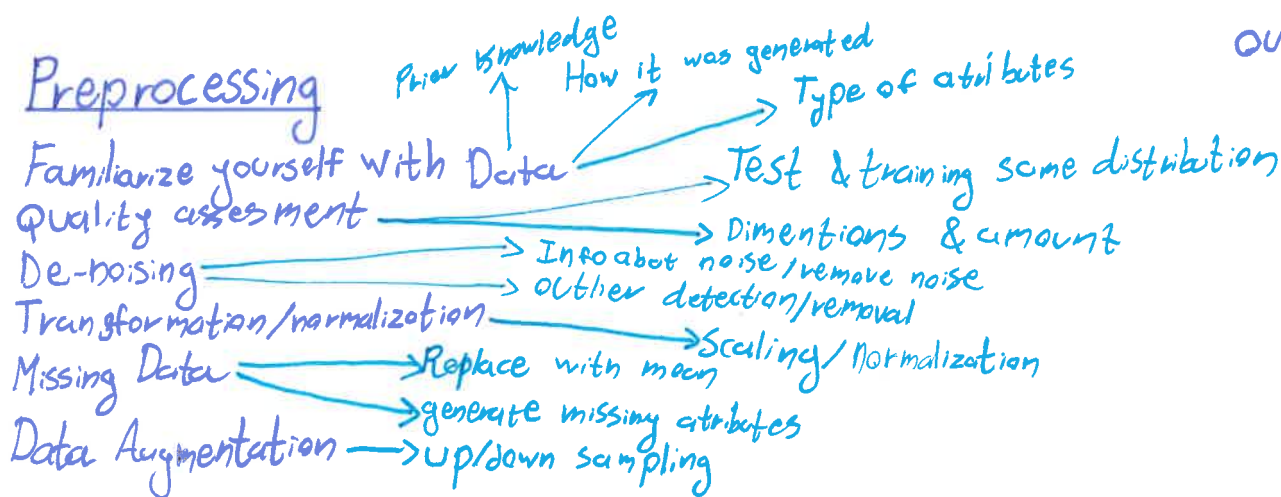 Preprocessing
Prior knowledge
How it was generated
OU
Familiarize yourself with Data
Type of atributes
Quality assesment
Test & training same distribution
Dimentions & amount
De-noising
Info abot noise/remove noise
outlier detection/removal
Transformation/normalization
Scaling/Normalization
Missing Data
Replace with mean
generate missing atributes
Data Augmentation
up/down sampling